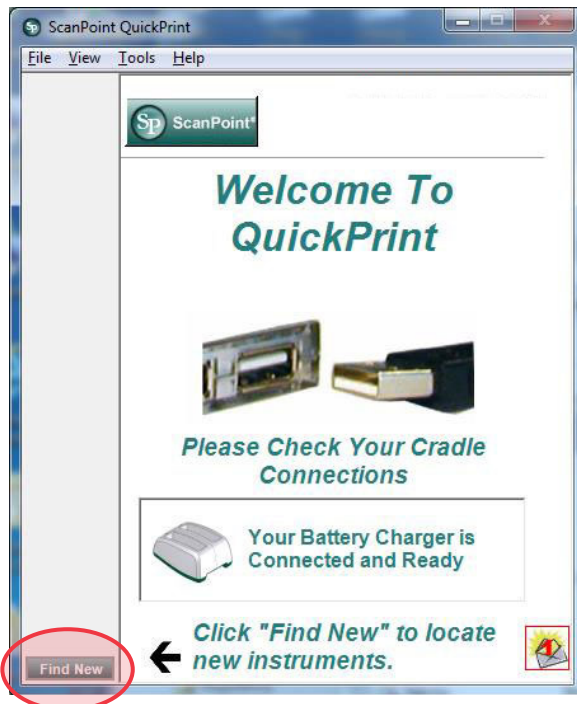 ScanPoint QuickPrint
File View Tools Help
Sp ScanPoint®
Welcome To
QuickPrint
Please Check Your Cradle
Connections
Your Battery Charger is
Connected and Ready
Click "Find New" to locate
new instruments.
Find New